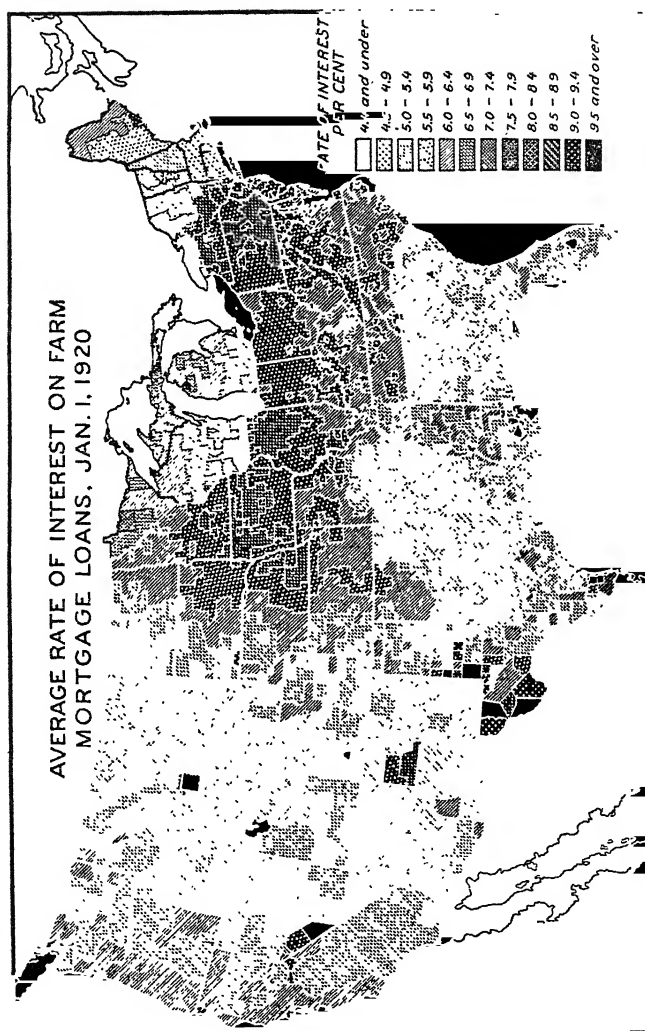 AVERAGE RATE OF INTEREST ON FARM
MORTGAGE LOANS, JAN. 1, 1920
RATE OF INTEREST
PER CENT
and under
4.9
5.0 – 5.4
5.5 – 5.9
6.0 – 6.4
6.5 – 6.9
7.0 – 7.4
7.5 – 7.9
8.0 – 8.4
8.5 – 8.9
9.0 – 9.4
9.5 and over